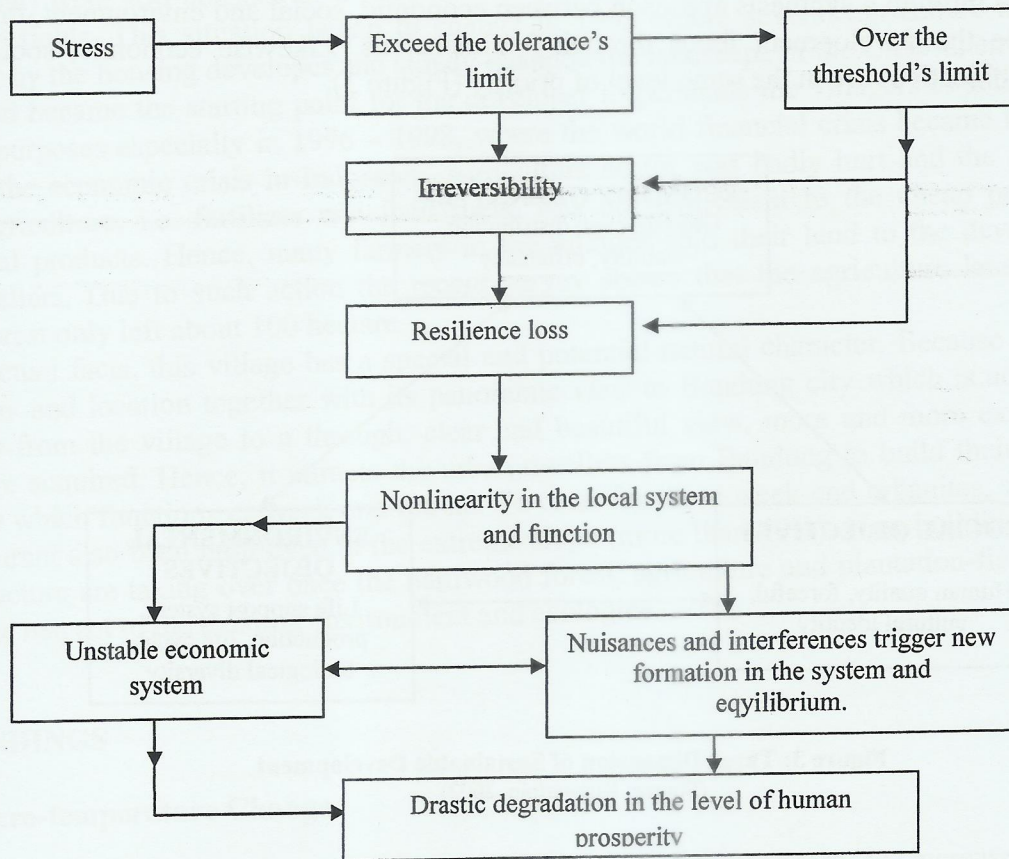 Stress
Exceed the tolerance's
limit
Over the
threshold's limit
Irreversibility
Resilience loss
Nonlinearity in the local system
and function
Unstable economic
system
Nuisances and interferences trigger new
formation in the system and
eqyilibrium.
Drastic degradation in the level of human
prosperity